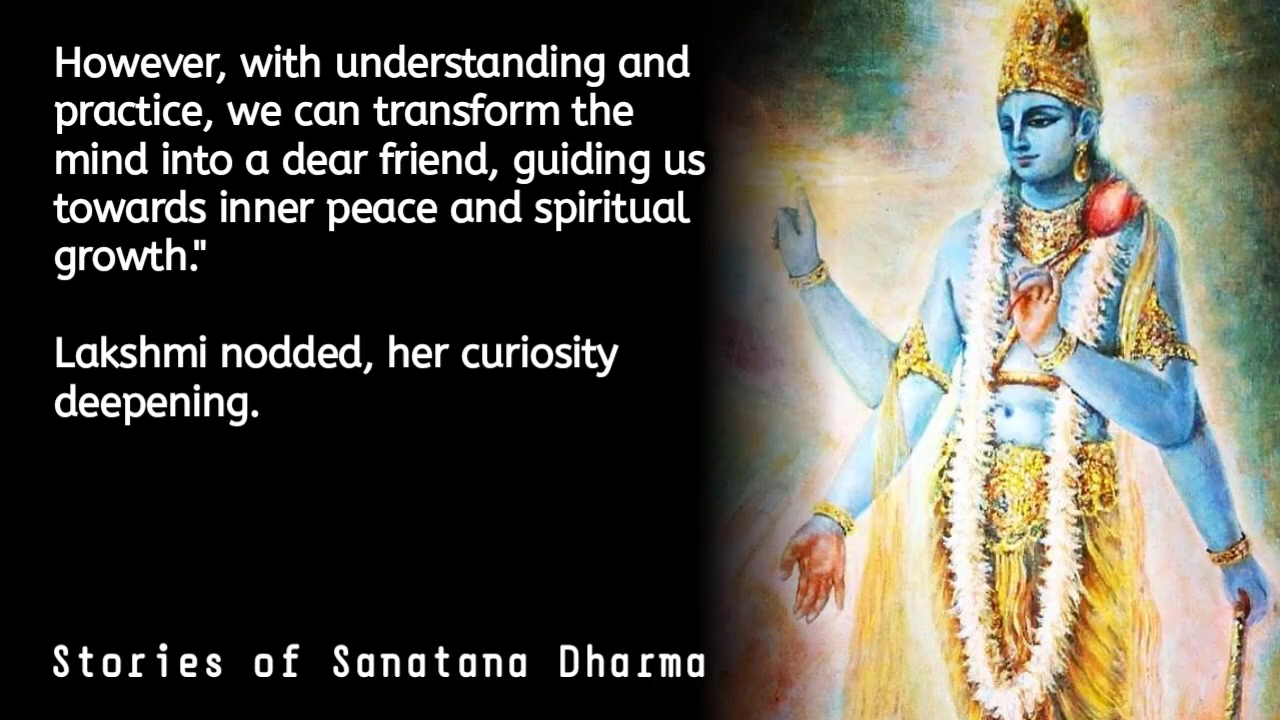 However, with understanding and
practice, we can transform the
mind into a dear friend, guiding us
towards inner peace and spiritual
growth."
Lakshmi nodded, her curiosity
deepening.
Stories of Sanatana Dharma